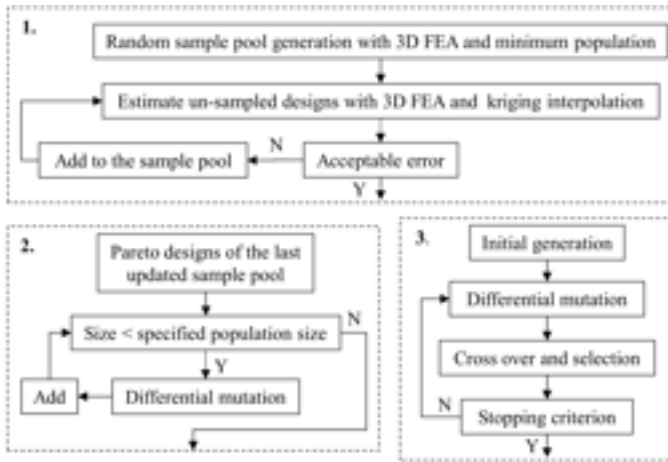 1.
Random sample pool generation with 3D FEA and minimum population
Estimate un-sampled designs with 3D FEA and kriging interpolation
Add to the sample pool
N
Acceptable error
Y
2.
Pareto designs of the last
updated sample pool
Size < specified population size
N
Y
Add
Differential mutation
3.
Initial generation
Differential mutation
Cross over and selection
N
Stopping criterion
Y